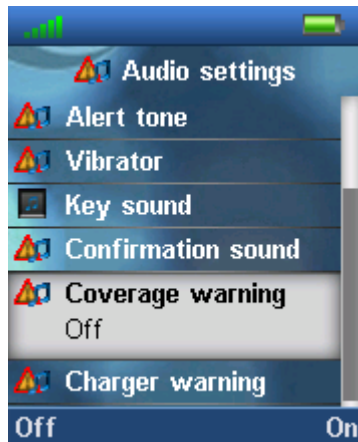 Audio settings
Alert tone
Vibrator
Key sound
Confirmation sound
Coverage warning
Off
Charger warning
Off On